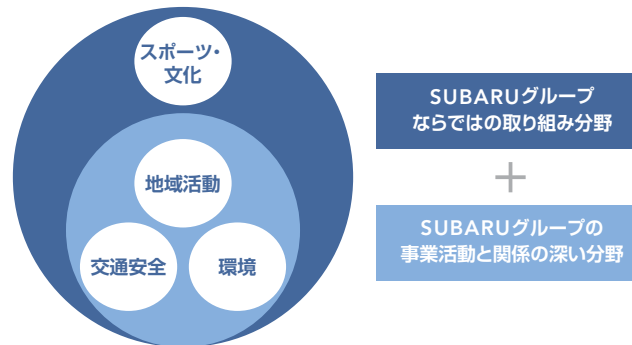 スポーツ・
文化
地域活動
交通安全
環境
SUBARUグループ
ならではの取り組み分野
＋
SUBARUグループの
事業活動と関係の深い分野